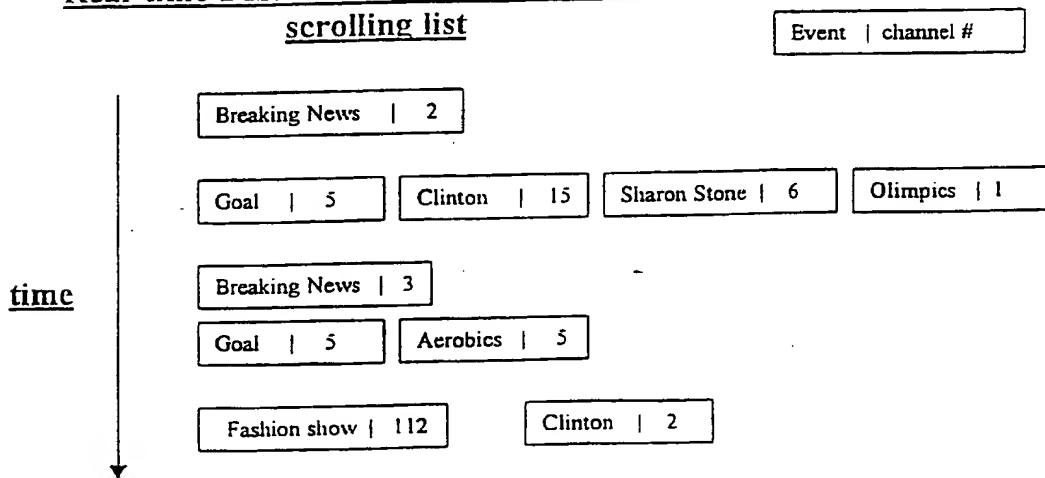 scrolling list
Event | channel #
Breaking News | 2
Goal | 5 Clinton | 15 Sharon Stone | 6 Olimpics | 1
time
Breaking News | 3
Goal | 5 Aerobics | 5
Fashion show | 112 Clinton | 2